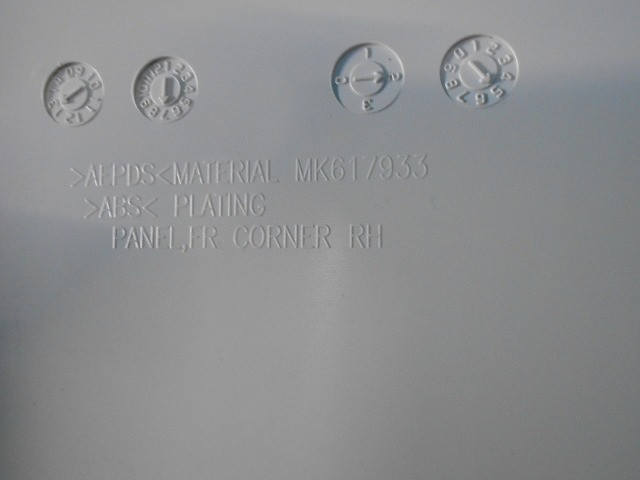 >AEPDS<MATERIAL MK617933
>ABS< PLATING
PANEL,FR CORNER RH